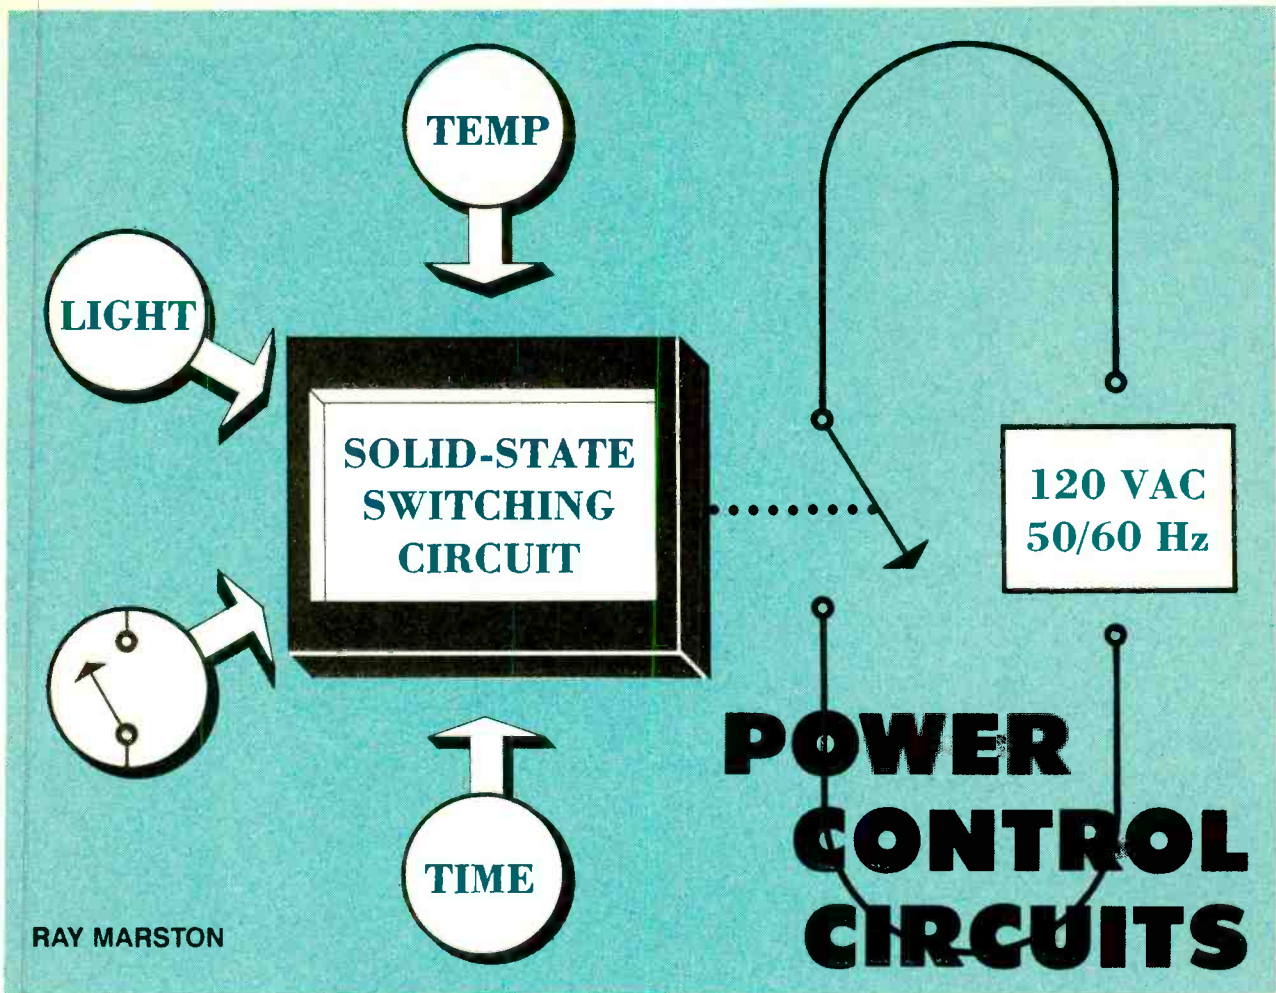 TEMP
LIGHT
SOLID-STATE
SWITCHING
CIRCUIT
120 VAC
50/60 Hz
TIME
POWER
CONTROL
CIRCUITS
RAY MARSTON